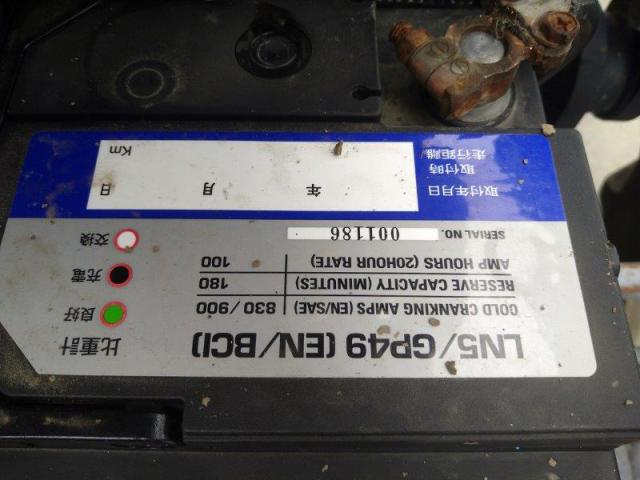 LN5/GP49 (EN/BCI)
COLD CRANKING AMPS (EN/SAE) 830/900
RESERVE CAPACITY (MINUTES) 180
AMP HOURS (20HOUR RATE) 100
SERIAL NO. 001186
比重計
良好
充電
交換
取付年月日 年 月 日
取付時
走行距離 Km